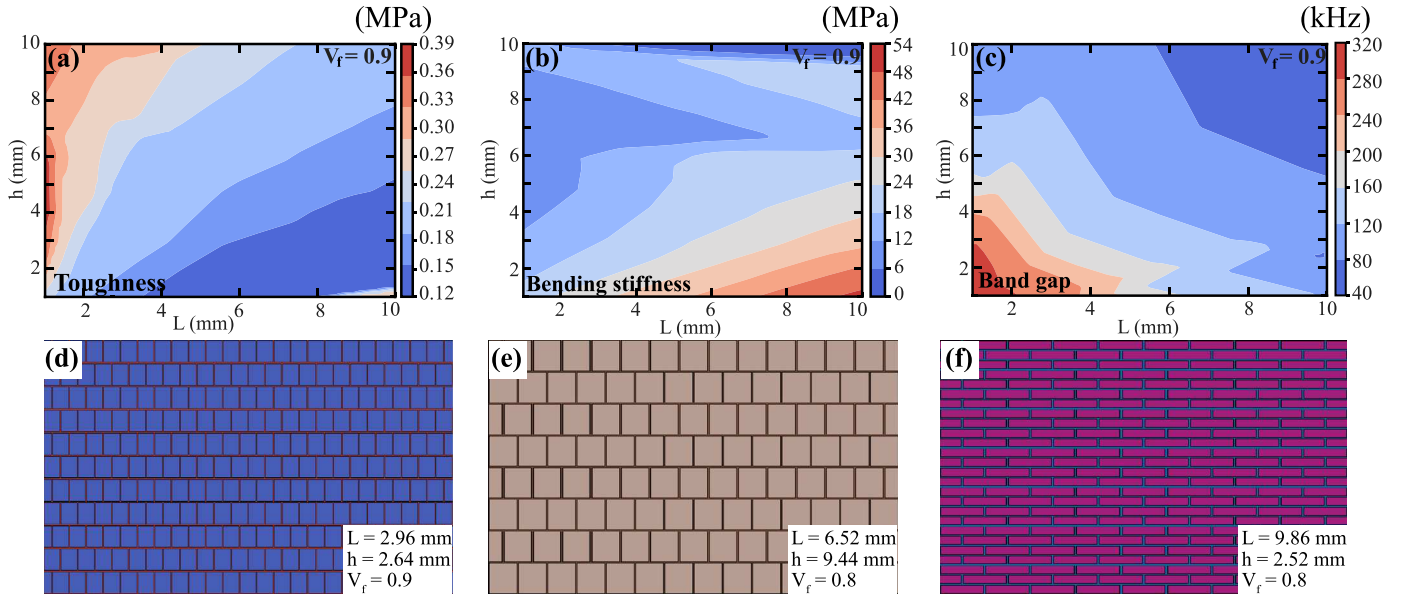 (MPa)
(MPa)
(kHz)
(a)
V_f = 0.9
(b)
V_f = 0.9
(c)
V_f = 0.9
10
8
6
4
2
h (mm)
Toughness
2
4
6
8
10
L (mm)
0.39
0.36
0.33
0.30
0.27
0.24
0.21
0.18
0.15
0.12
10
8
6
4
2
h (mm)
Bending stiffness
2
4
6
8
10
L (mm)
54
48
42
36
30
24
18
12
6
0
10
8
6
4
2
h (mm)
Band gap
2
4
6
8
10
L (mm)
320
280
240
200
160
120
80
40
(d)
L = 2.96 mm
h = 2.64 mm
V_f = 0.9
(e)
L = 6.52 mm
h = 9.44 mm
V_f = 0.8
(f)
L = 9.86 mm
h = 2.52 mm
V_f = 0.8